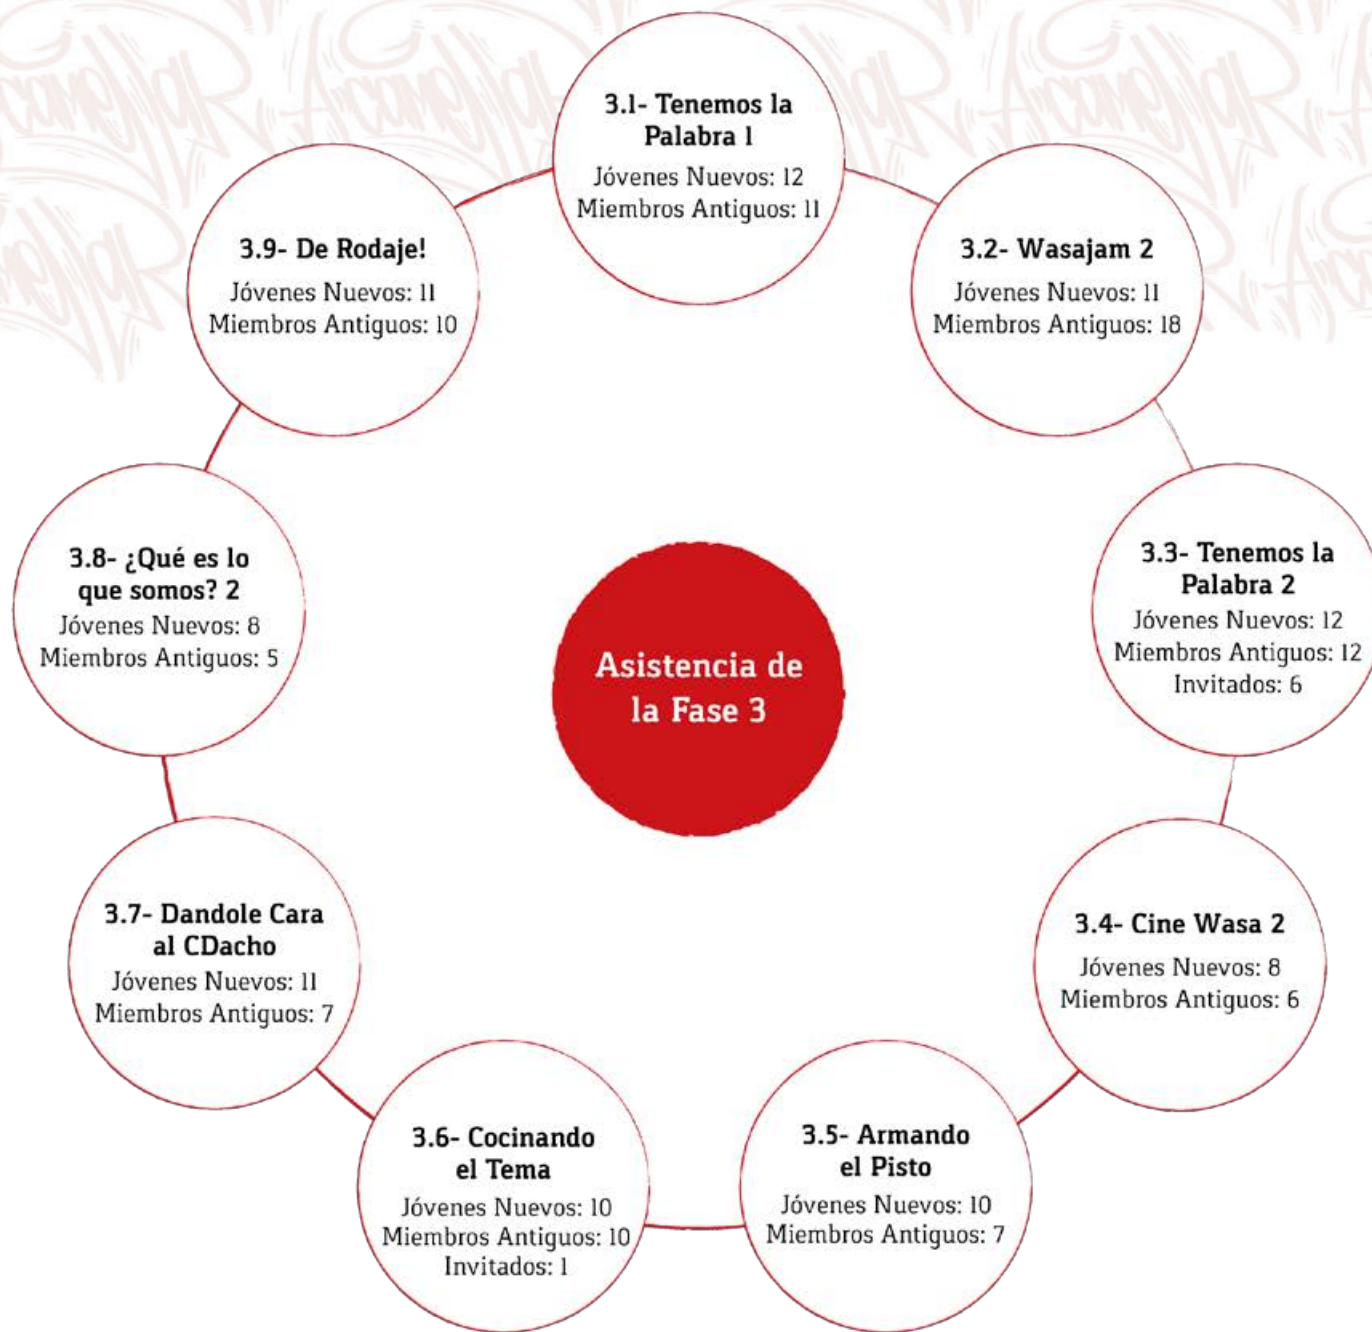 3.1- Tenemos la
Palabra 1
Jóvenes Nuevos: 12
Miembros Antiguos: 11
3.2- Wasajam 2
Jóvenes Nuevos: 11
Miembros Antiguos: 18
3.3- Tenemos la
Palabra 2
Jóvenes Nuevos: 12
Miembros Antiguos: 12
Invitados: 6
3.4- Cine Wasa 2
Jóvenes Nuevos: 8
Miembros Antiguos: 6
3.5- Armando
el Pisto
Jóvenes Nuevos: 10
Miembros Antiguos: 7
3.6- Cocinando
el Tema
Jóvenes Nuevos: 10
Miembros Antiguos: 10
Invitados: 1
3.7- Dandole Cara
al CDacho
Jóvenes Nuevos: 11
Miembros Antiguos: 7
3.8- ¿Qué es lo
que somos? 2
Jóvenes Nuevos: 8
Miembros Antiguos: 5
3.9- De Rodaje!
Jóvenes Nuevos: 11
Miembros Antiguos: 10
Asistencia de
la Fase 3